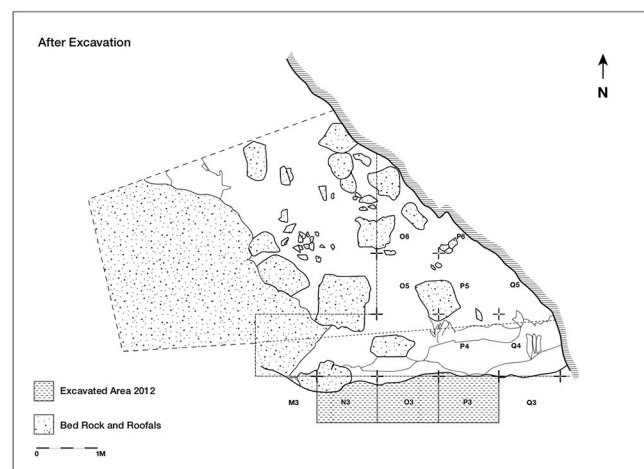 After Excavation
N
O6
P6
O5
P5
Q5
P4
Q4
M3
N3
O3
P3
Q3
Excavated Area 2012
Bed Rock and Roofals
0
1M